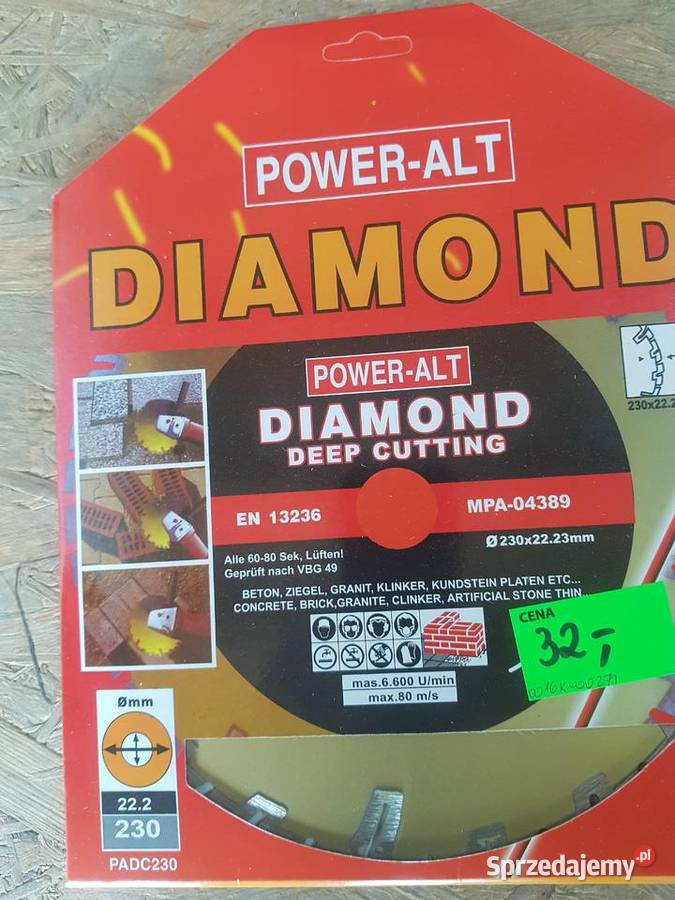 POWER-ALT
DIAMOND
230x22.2
POWER-ALT
DIAMOND
DEEP CUTTING
EN 13236
MPA-04389
Ø230x22.23mm
Alle 60-80 Sek, Lüften!
Geprüft nach VBG 49
BETON, ZIEGEL, GRANIT, KLINKER, KUNDSTEIN PLATEN ETC...
CONCRETE, BRICK,GRANITE, CLINKER, ARTIFICIAL STONE THIN..
CENA
32,-
mas.6.600 U/min
max.80 m/s
Ømm
22.2
230
PADC230
Sprzedajemy.pl